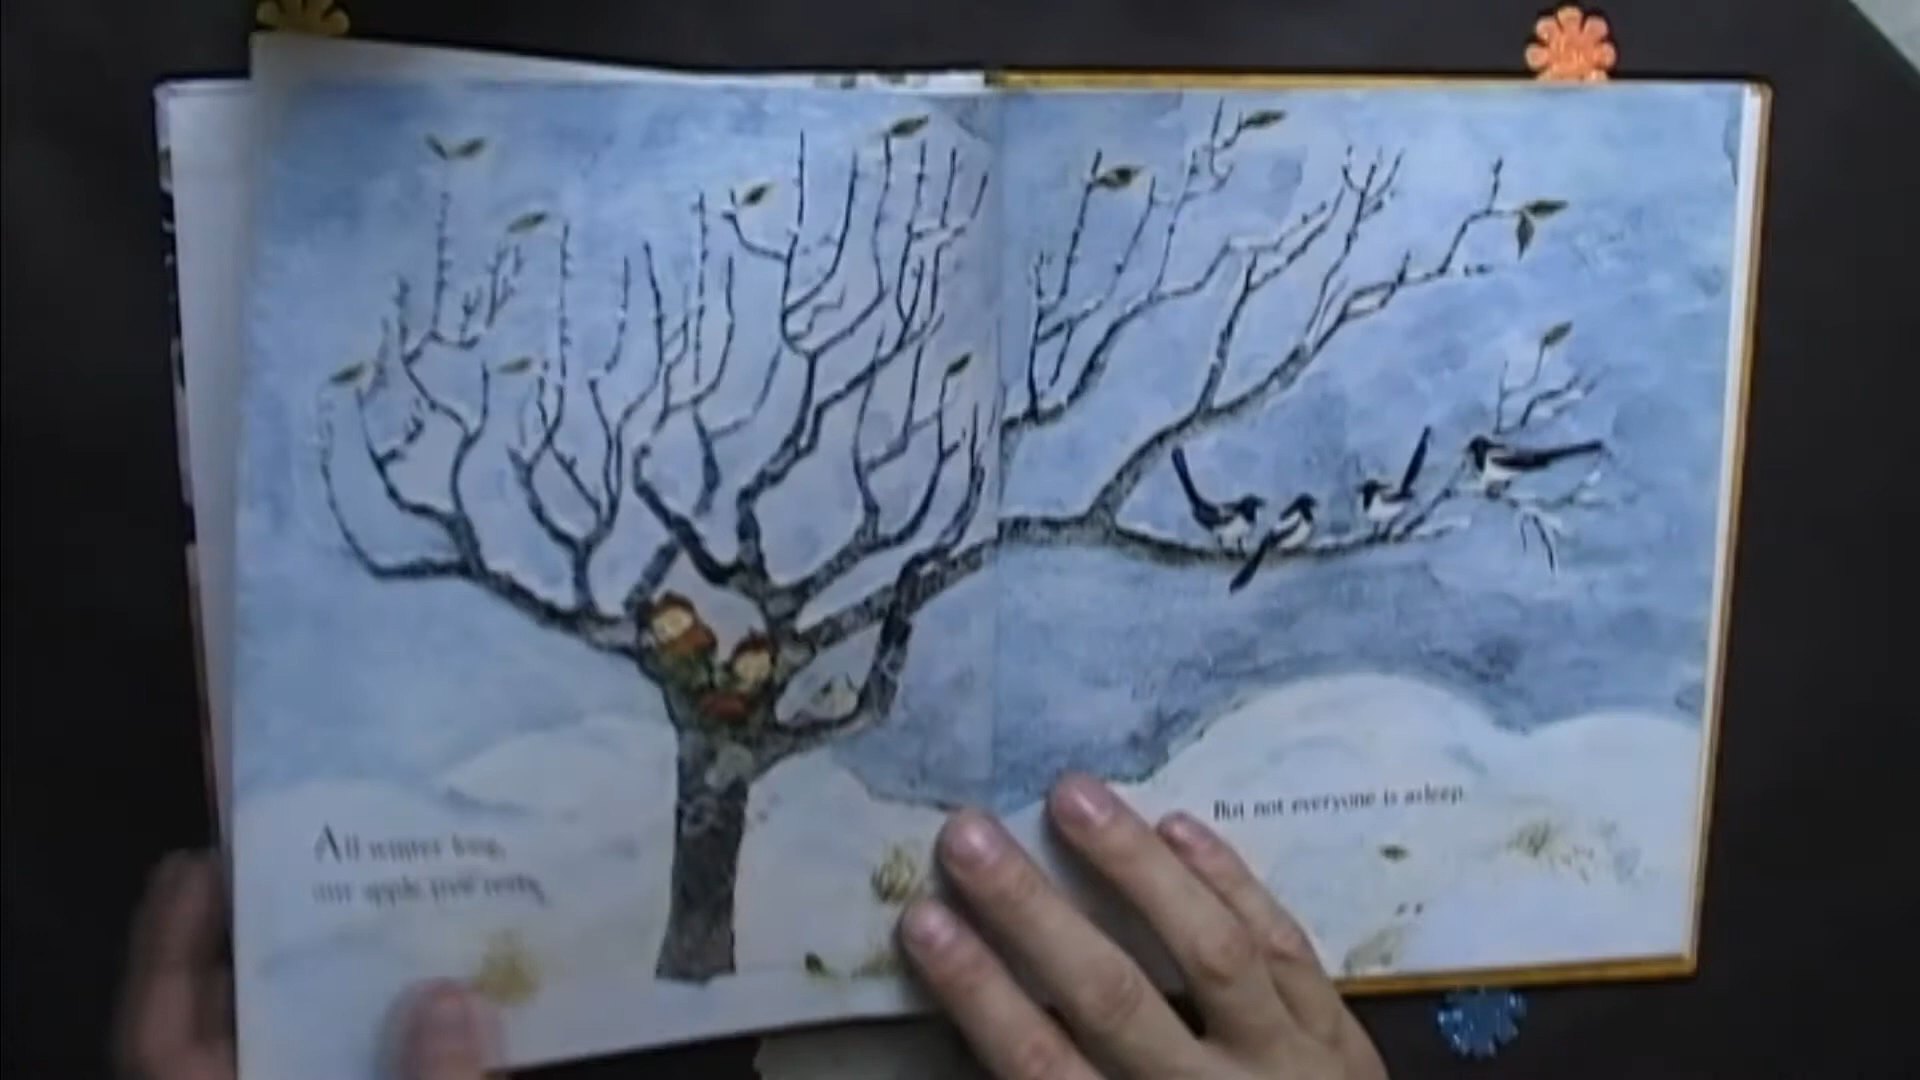 All winter long,
our apple tree rests.
But not everyone is asleep.